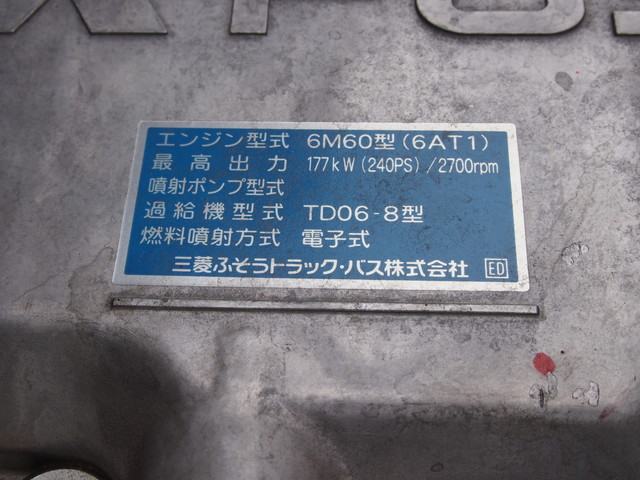 エンジン型式 6M60型(6AT1)
最高出力 177kW(240PS)/2700rpm
噴射ポンプ型式
過給機型式 TD06-8型
燃料噴射方式 電子式
三菱ふそうトラック・バス株式会社 ED